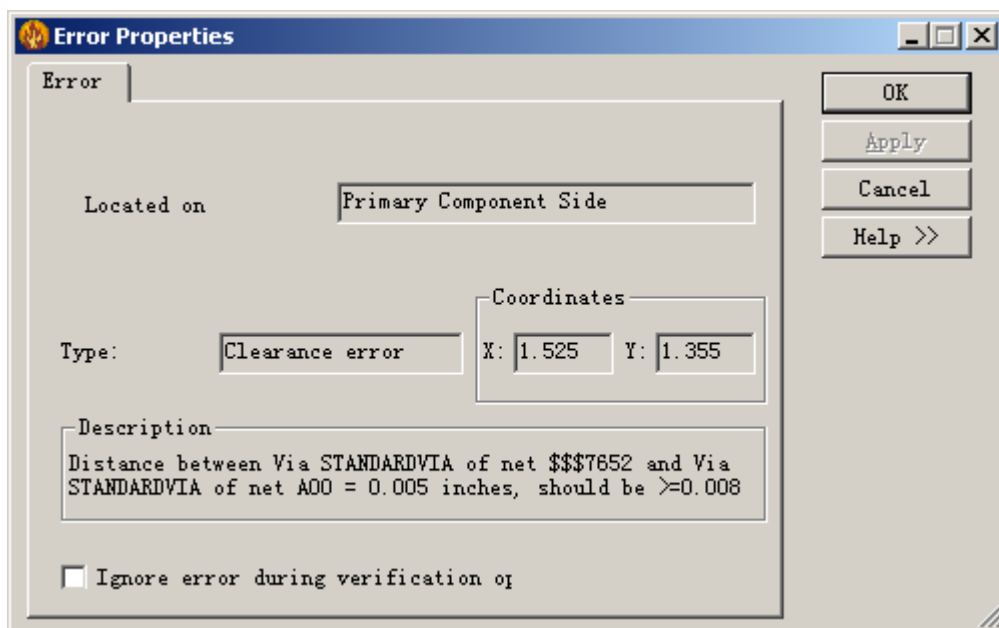 Error Properties
Error
OK
Apply
Cancel
Help >>
Located on
Primary Component Side
Coordinates
Type:
Clearance error
X: 1.525
Y: 1.355
Description
Distance between Via STANDARDVIA of net $$$7652 and Via
STANDARDVIA of net A00 = 0.005 inches, should be >=0.008
Ignore error during verification